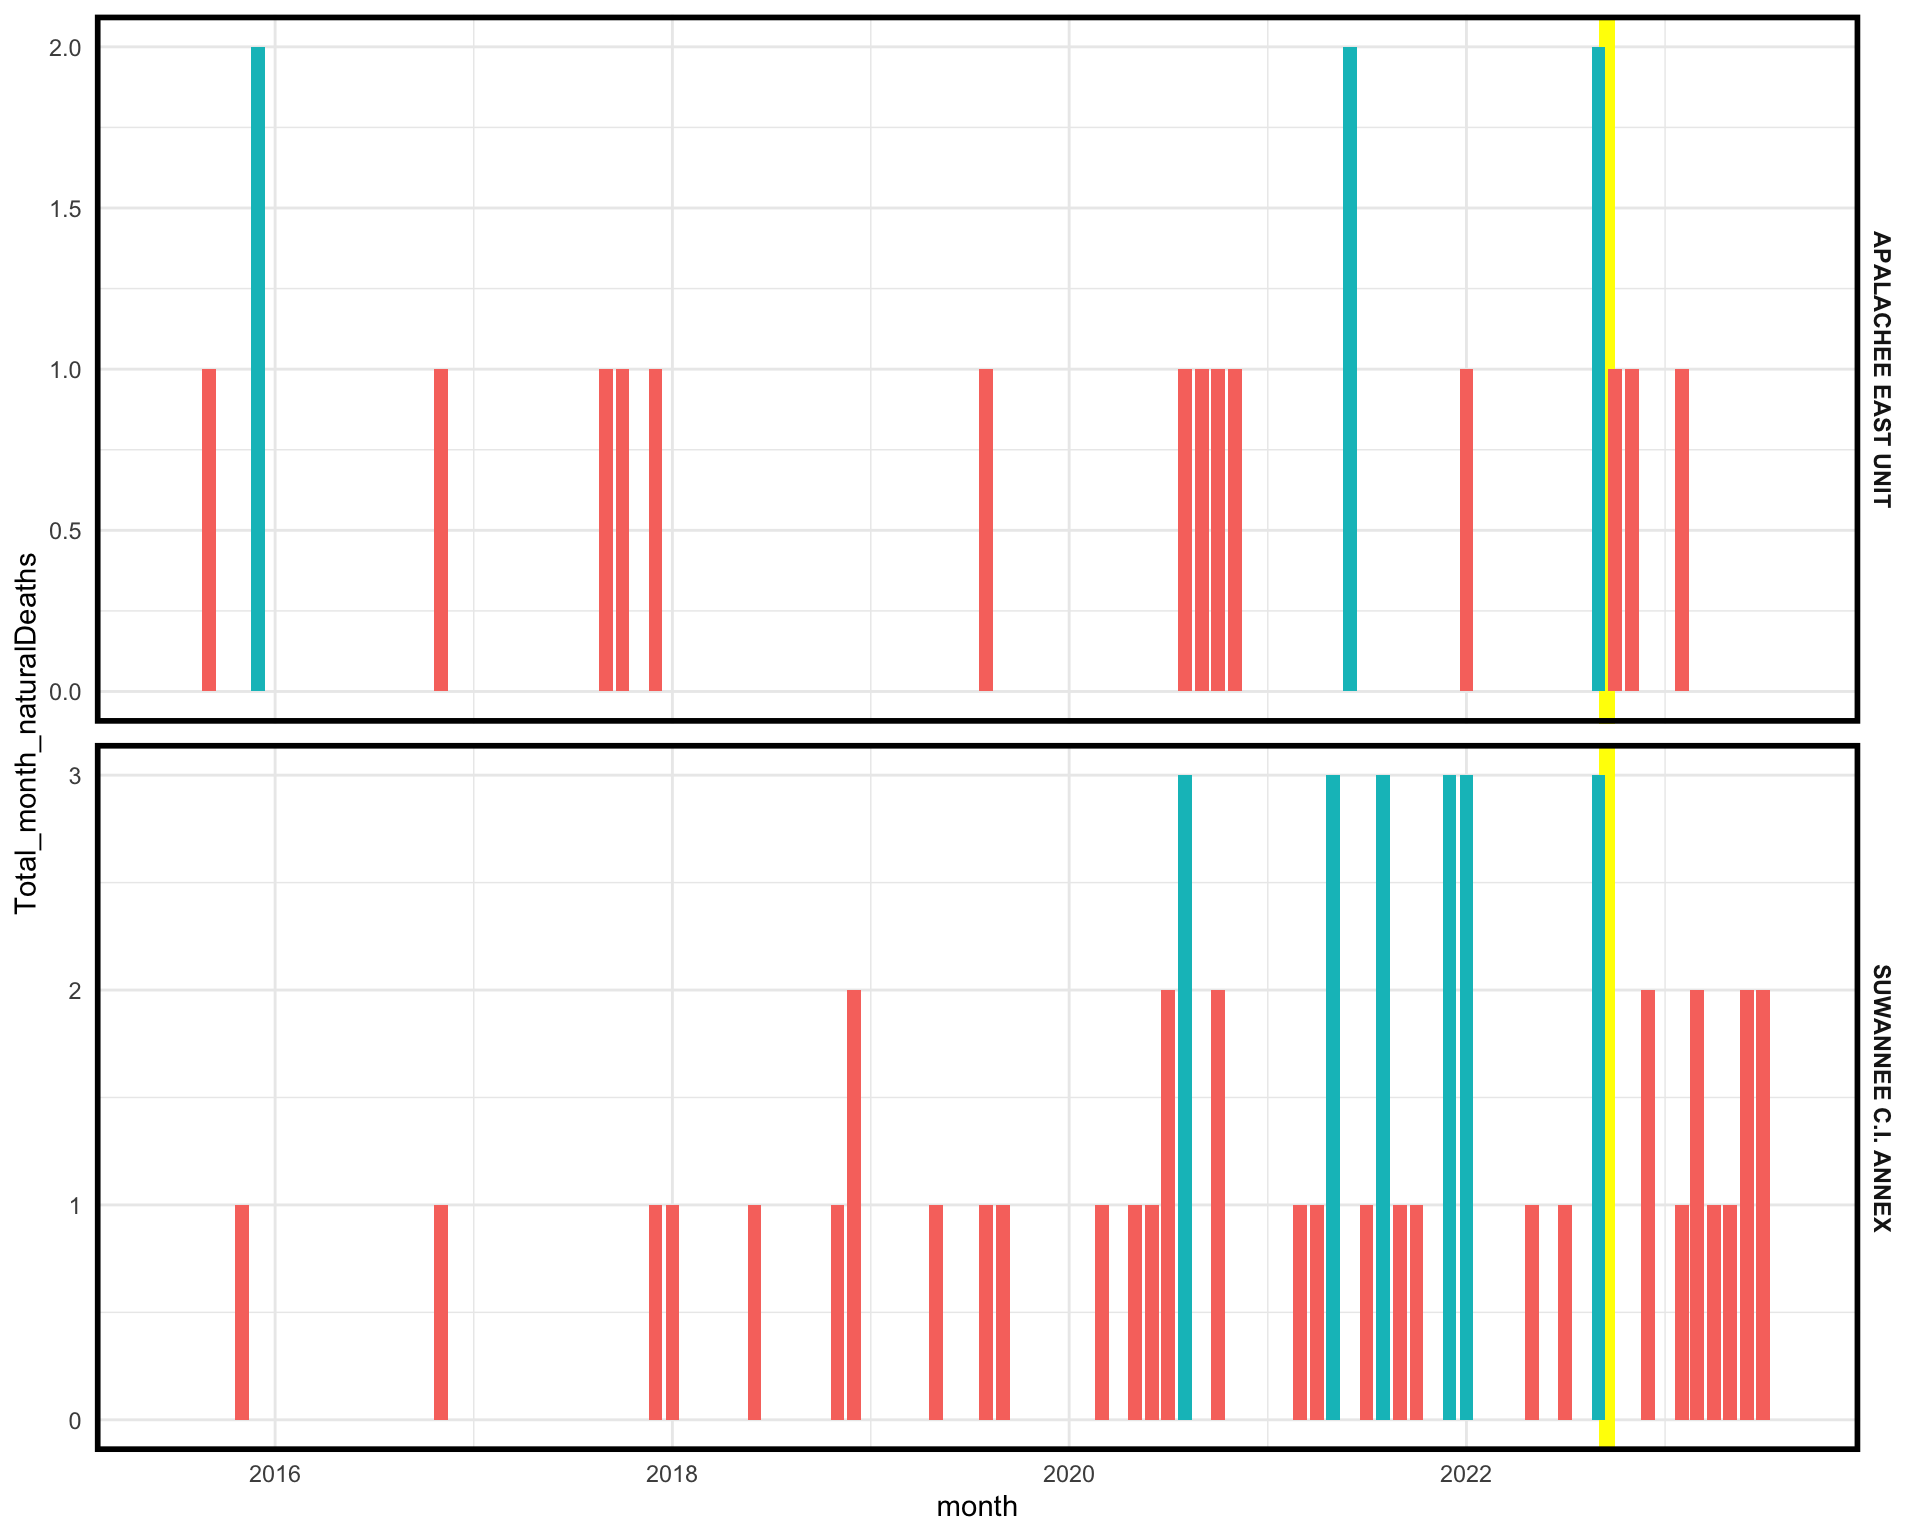 Total_month_naturalDeaths
2.0
1.5
1.0
0.5
0.0
APALACHEE EAST UNIT
3
2
1
0
SUWANNEE C.I. ANNEX
2016 2018 2020 2022
month